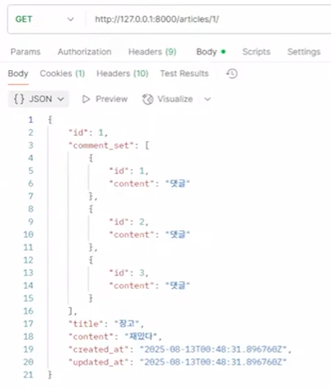 GET http://127.0.0.1:8000/articles/1/
Params Authorization Headers (9) Body Scripts Settings
Body Cookies (1) Headers (10) Test Results
{} JSON Preview Visualize
1 {
2 "id": 1,
3 "comment_set": [
4 {
5 "id": 1,
6 "content": "댓글"
7 },
8 {
9 "id": 2,
10 "content": "댓글"
11 },
12 {
13 "id": 3,
14 "content": "댓글"
15 }
16 ],
17 "title": "장고",
18 "content": "재밌다",
19 "created_at": "2025-08-13T00:48:31.896760Z",
20 "updated_at": "2025-08-13T00:48:31.896760Z"
21 }